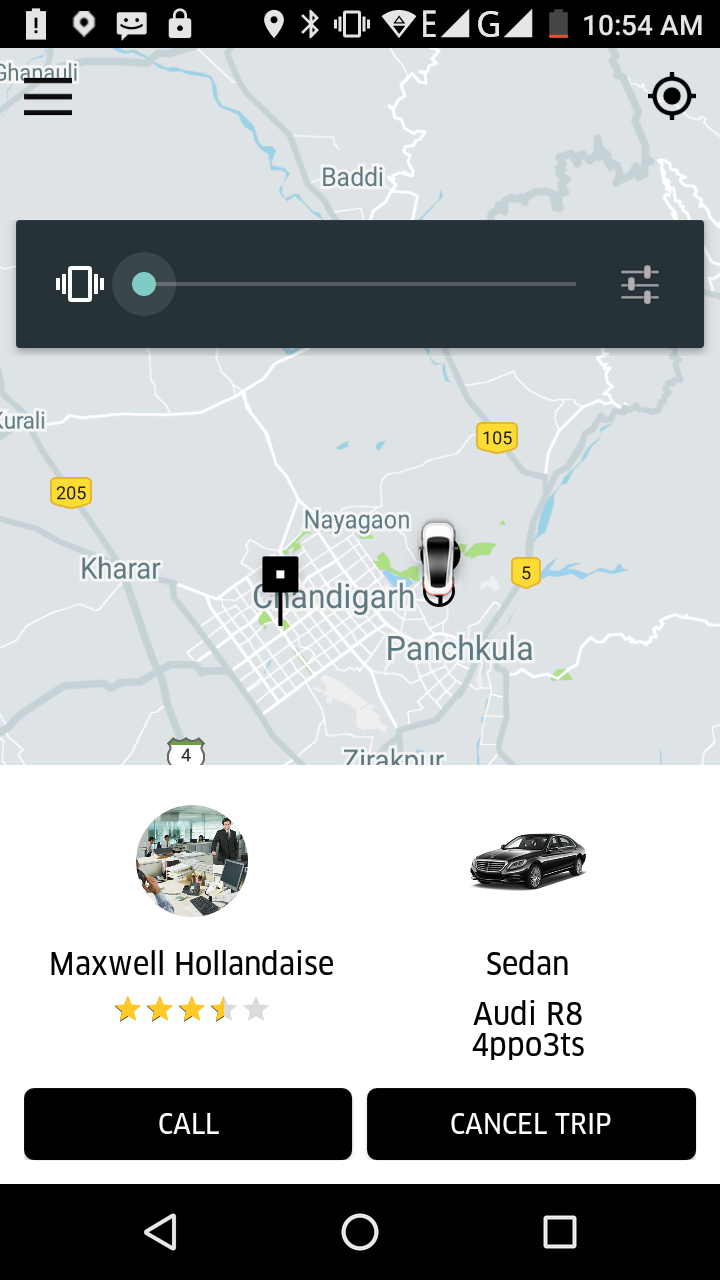 E G 10:54 AM
Ghanauli
Baddi
Kurali
105
205
Nayagaon
Kharar
5
Chandigarh
Panchkula
4
Zirakpur
Maxwell Hollandaise
Sedan
Audi R8
4ppo3ts
CALL
CANCEL TRIP